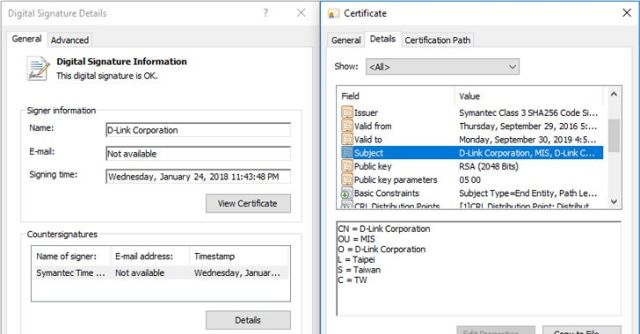 Digital Signature Details
General Advanced
Digital Signature Information
This digital signature is OK.
Signer information
Name: D-Link Corporation
E-mail: Not available
Signing time: Wednesday, January 24, 2018 11:43:48 PM
View Certificate
Countersignatures
Name of signer: E-mail address: Timestamp
Symantec Time ... Not available Wednesday, Januar...
Details
Certificate
General Details Certification Path
Show: <All>
Field Value
Issuer Symantec Class 3 SHA256 Code Si...
Valid from Thursday, September 29, 2016 5:...
Valid to Monday, September 30, 2019 4:5...
Subject D-Link Corporation, MIS, D-Link C...
Public key RSA (2048 Bits)
Public key parameters 05 00
Basic Constraints Subject Type=End Entity, Path Le...
CRL Distribution Points [1]CRL Distribution Point: Distribut...
CN = D-Link Corporation
OU = MIS
O = D-Link Corporation
L = Taipei
S = Taiwan
C = TW
Edit Properties...
Copy to File...